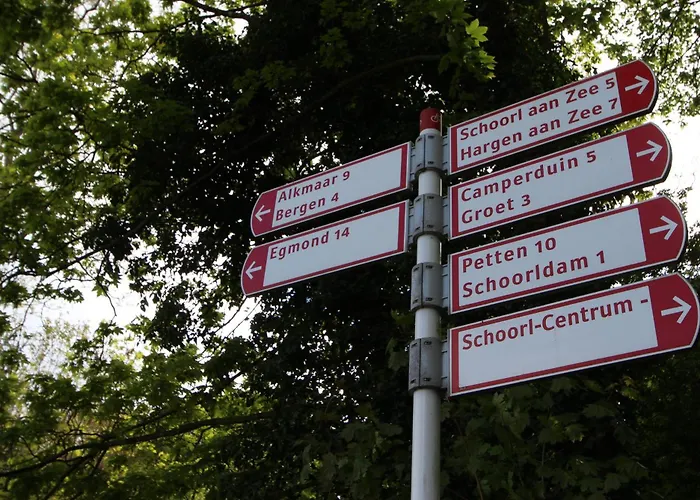 Alkmaar 9
Bergen 4
Egmond 14
Schoorl aan Zee 5
Hargen aan Zee 7
Camperduin 5
Groet 3
Petten 10
Schoorldam 1
Schoorl-Centrum -